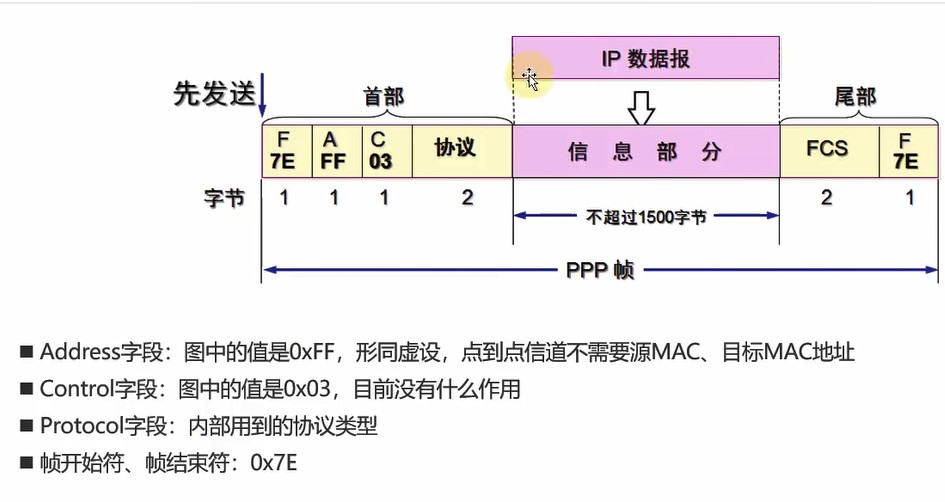 IP 数据报
先发送
首部
尾部
F
7E
A
FF
C
03
协议
信 息 部 分
FCS
F
7E
字节
1
1
1
2
不超过1500字节
2
1
PPP 帧
■ Address字段：图中的值是0xFF，形同虚设，点到点信道不需要源MAC、目标MAC地址
■ Control字段：图中的值是0x03，目前没有什么作用
■ Protocol字段：内部用到的协议类型
■ 帧开始符、帧结束符：0x7E